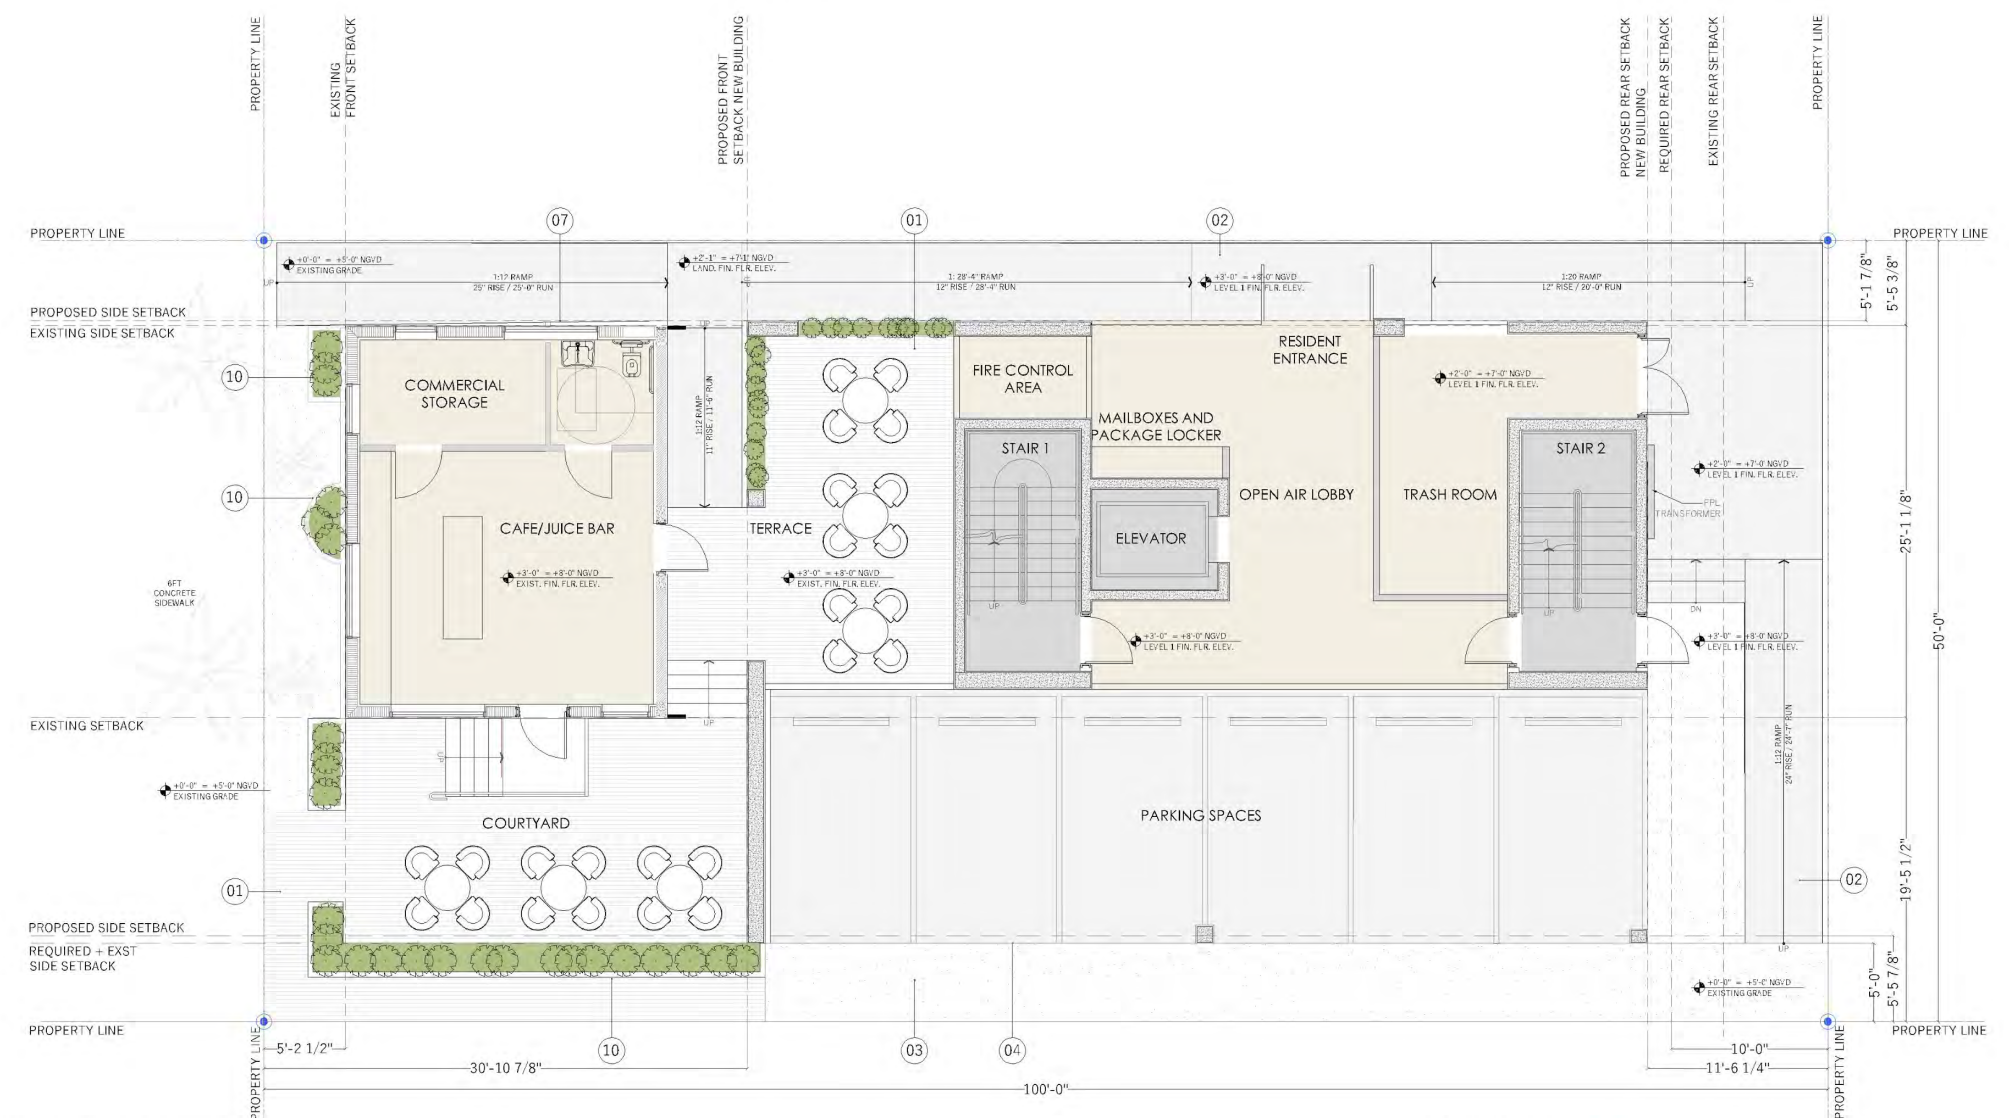 PROPERTY LINE
EXISTING
FRONT SETBACK
PROPOSED FRONT
SETBACK NEW BUILDING
PROPOSED REAR SETBACK
NEW BUILDING
REQUIRED REAR SETBACK
EXISTING REAR SETBACK
PROPERTY LINE
07
01
02
PROPERTY LINE
PROPERTY LINE
+0'-0" = +5'-0" NGVD
EXISTING GRADE
+2'-1" = +7'-1" NGVD
LAND. FIN. FLR. ELEV.
UP
1:12 RAMP
25" RISE / 25'-0" RUN
UP
1: 28'-4" RAMP
12" RISE / 28'-4" RUN
+3'-0" = +8'-0" NGVD
LEVEL 1 FIN. FLR. ELEV.
1:20 RAMP
12" RISE / 20'-0" RUN
UP
5'-1 7/8"
5'-5 3/8"
PROPOSED SIDE SETBACK
EXISTING SIDE SETBACK
UP
RESIDENT
ENTRANCE
10
COMMERCIAL
STORAGE
1:12 RAMP
11" RISE / 11'-6" RUN
FIRE CONTROL
AREA
+2'-0" = +7'-0" NGVD
LEVEL 1 FIN. FLR. ELEV.
MAILBOXES AND
PACKAGE LOCKER
STAIR 1
STAIR 2
+2'-0" = +7'-0" NGVD
LEVEL 1 FIN. FLR. ELEV.
10
OPEN AIR LOBBY
TRASH ROOM
FPL
TRANSFORMER
CAFE/JUICE BAR
TERRACE
ELEVATOR
25'-1 1/8"
+3'-0" = +8'-0" NGVD
EXIST. FIN. FLR. ELEV.
+3'-0" = +8'-0" NGVD
EXIST. FIN. FLR. ELEV.
6FT
CONCRETE
SIDEWALK
UP
UP
DN
50'-0"
+3'-0" = +8'-0" NGVD
LEVEL 1 FIN. FLR. ELEV.
+3'-0" = +8'-0" NGVD
LEVEL 1 FIN. FLR. ELEV.
EXISTING SETBACK
UP
UP
1:12 RAMP
24" RISE / 24'-7" RUN
+0'-0" = +5'-0" NGVD
EXISTING GRADE
COURTYARD
PARKING SPACES
19'-5 1/2"
01
02
PROPOSED SIDE SETBACK
REQUIRED + EXST
SIDE SETBACK
UP
+0'-0" = +5'-0" NGVD
EXISTING GRADE
5'-0"
5'-5 7/8"
PROPERTY LINE
PROPERTY LINE
PROPERTY LINE
PROPERTY LINE
5'-2 1/2"
10
03
04
10'-0"
30'-10 7/8"
11'-6 1/4"
100'-0"